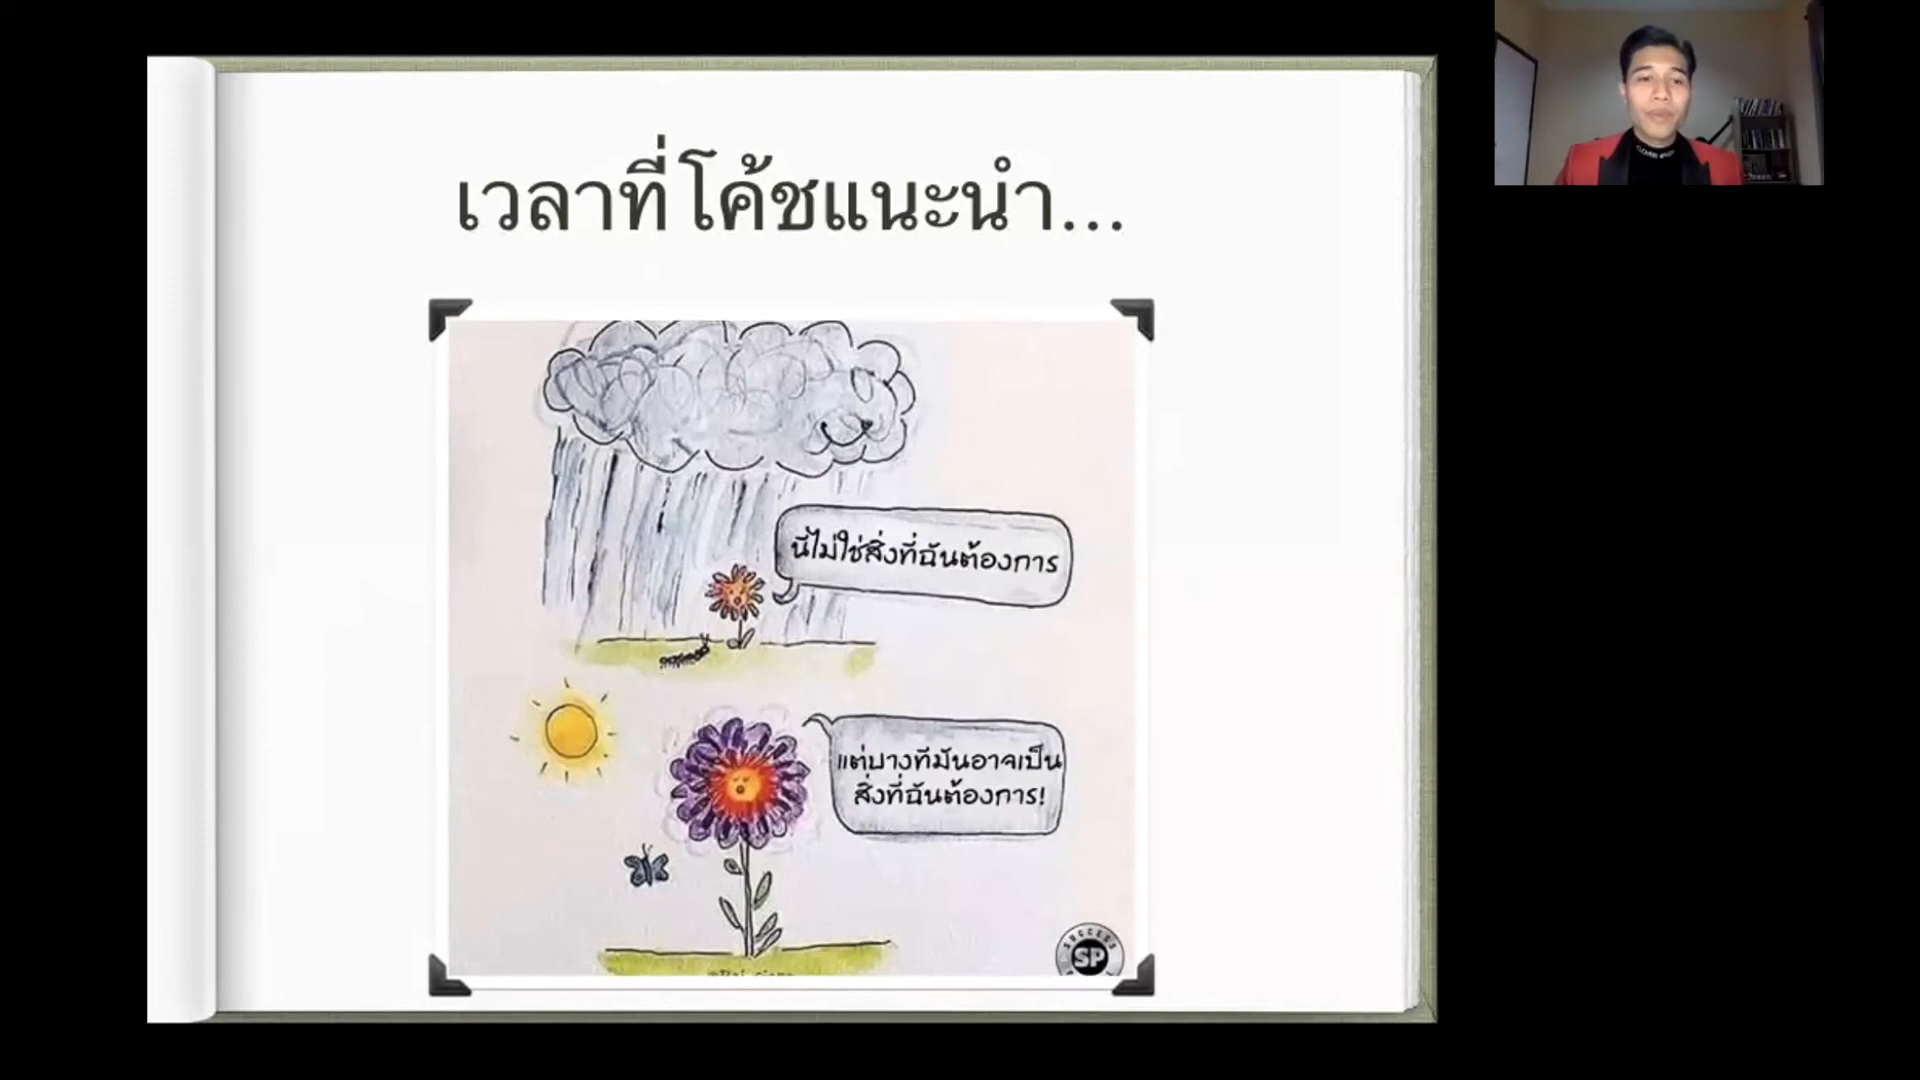 เวลาที่โค้ชแนะนำ...
นี่ไม่ใช่สิ่งที่ฉันต้องการ
แต่บางทีมันอาจเป็น
สิ่งที่ฉันต้องการ!
SUCCESS
SP